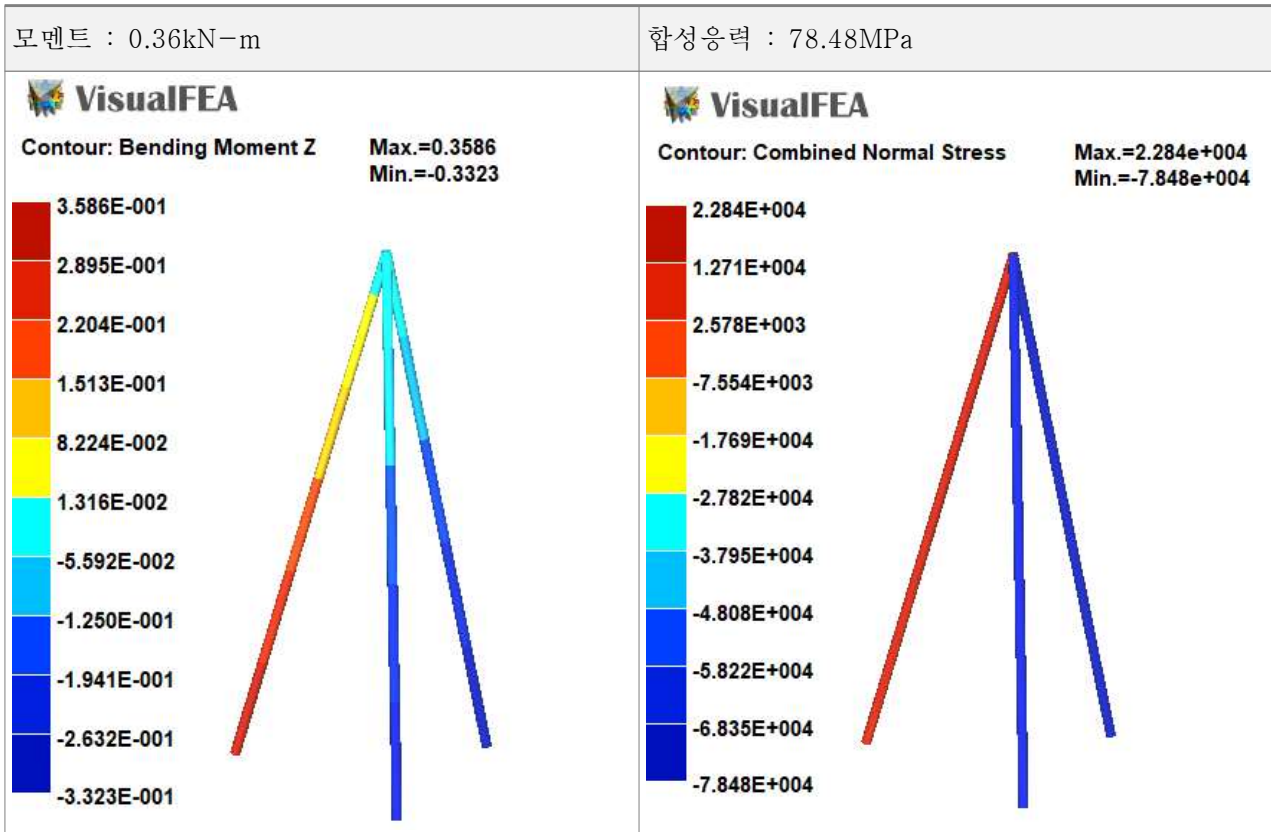 모멘트 : 0.36kN-m
합성응력 : 78.48MPa
VisualFEA
Contour: Bending Moment Z
Max.=0.3586
Min.=-0.3323
3.586E-001
2.895E-001
2.204E-001
1.513E-001
8.224E-002
1.316E-002
-5.592E-002
-1.250E-001
-1.941E-001
-2.632E-001
-3.323E-001
VisualFEA
Contour: Combined Normal Stress
Max.=2.284e+004
Min.=-7.848e+004
2.284E+004
1.271E+004
2.578E+003
-7.554E+003
-1.769E+004
-2.782E+004
-3.795E+004
-4.808E+004
-5.822E+004
-6.835E+004
-7.848E+004